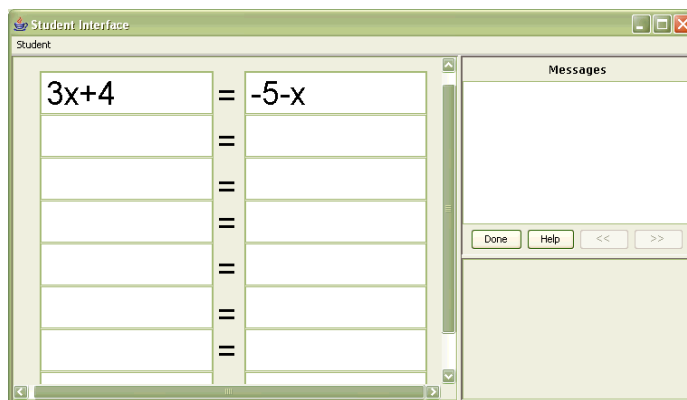 Student Interface
Student
3x+4 = -5-x
=
=
=
=
=
=
Messages
Done Help << >>